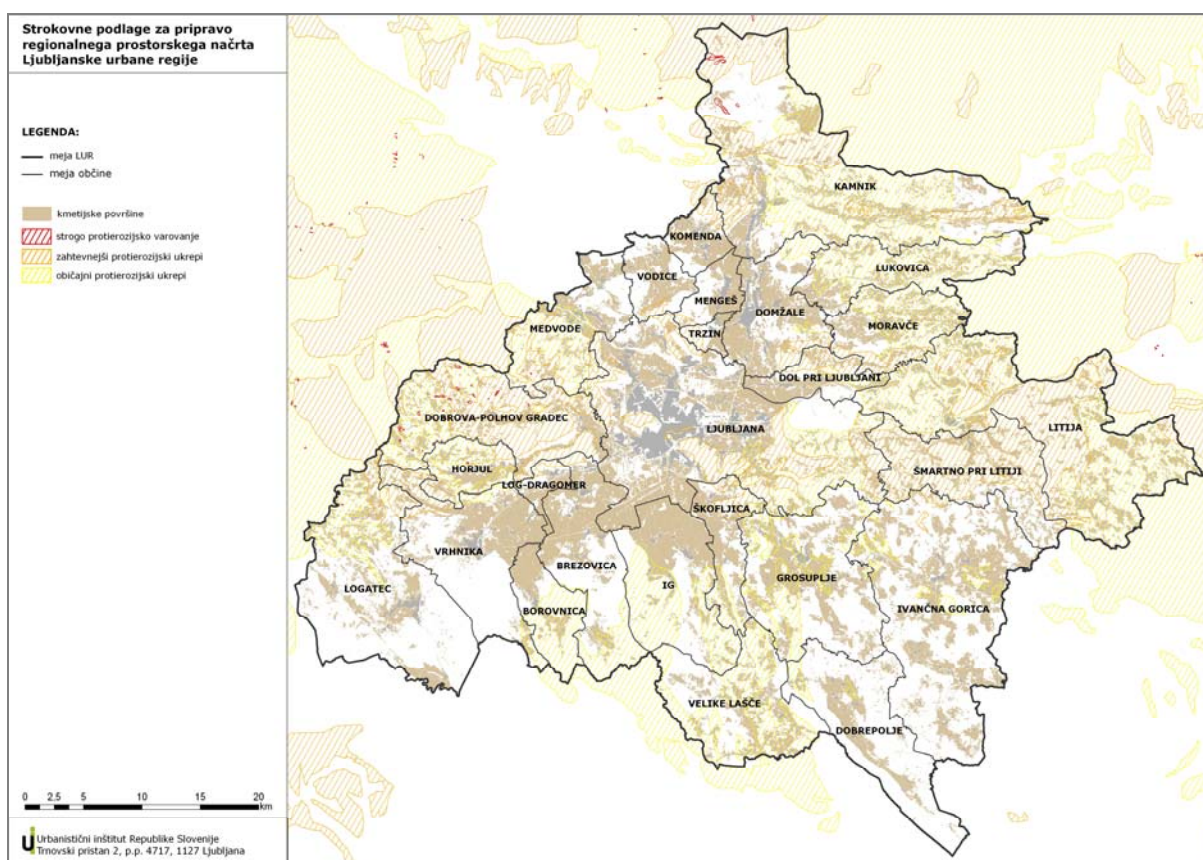 Strokovne podlage za pripravo
regionalnega prostorskega načrta
Ljubljanske urbane regije
LEGENDA:
meja LUR
meja občine
kmetijske površine
strogo protierozijsko varovanje
zahtevnejši protierozijski ukrepi
običajni protierozijski ukrepi
0 2,5 5 10 15 20
km
Urbanistični inštitut Republike Slovenije
Trnovski pristan 2, p.p. 4717, 1127 Ljubljana
KAMNIK
KOMENDA
LUKOVICA
VODICE
MENGEŠ
DOMŽALE
MORAVČE
MEDVODE
TRZIN
DOL PRI LJUBLJANI
DOBROVA-POLHOV GRADEC
LJUBLJANA
LITIJA
HORJUL
ŠMARTNO PRI LITIJI
LOG-DRAGOMER
ŠKOFLJICA
VRHNIKA
BREZOVICA
GROSUPLJE
IG
LOGATEC
IVANČNA GORICA
BOROVNICA
VELIKE LAŠČE
DOBREPOLJE